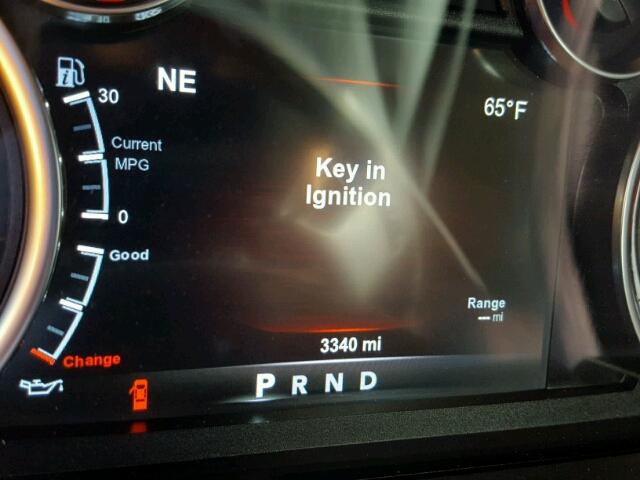 NE
65°F
30
Current
MPG
0
Key in
Ignition
Good
Range
--- mi
Change
3340 mi
P R N D